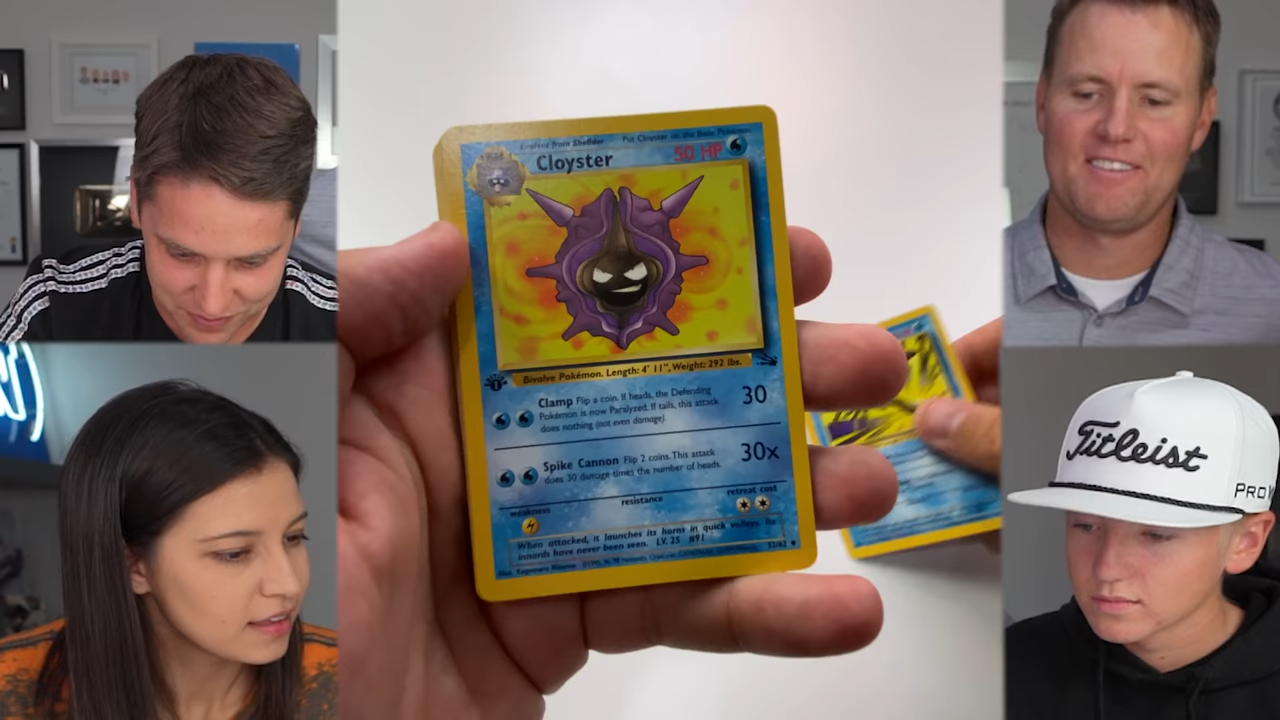 Evolves from Shellder Put Cloyster on the Basic Pokémon
Cloyster 50 HP
Bivalve Pokémon. Length: 4' 11", Weight: 292 lbs.
Clamp Flip a coin. If heads, the Defending
Pokémon is now Paralyzed. If tails, this attack
does nothing (not even damage).
30
Spike Cannon Flip 2 coins. This attack
does 30 damage times the number of heads.
30x
weakness
resistance
retreat cost
When attacked, it launches its horns in quick volleys. Its
innards have never been seen. LV. 25 #91
32/62
Titleist
PRO V